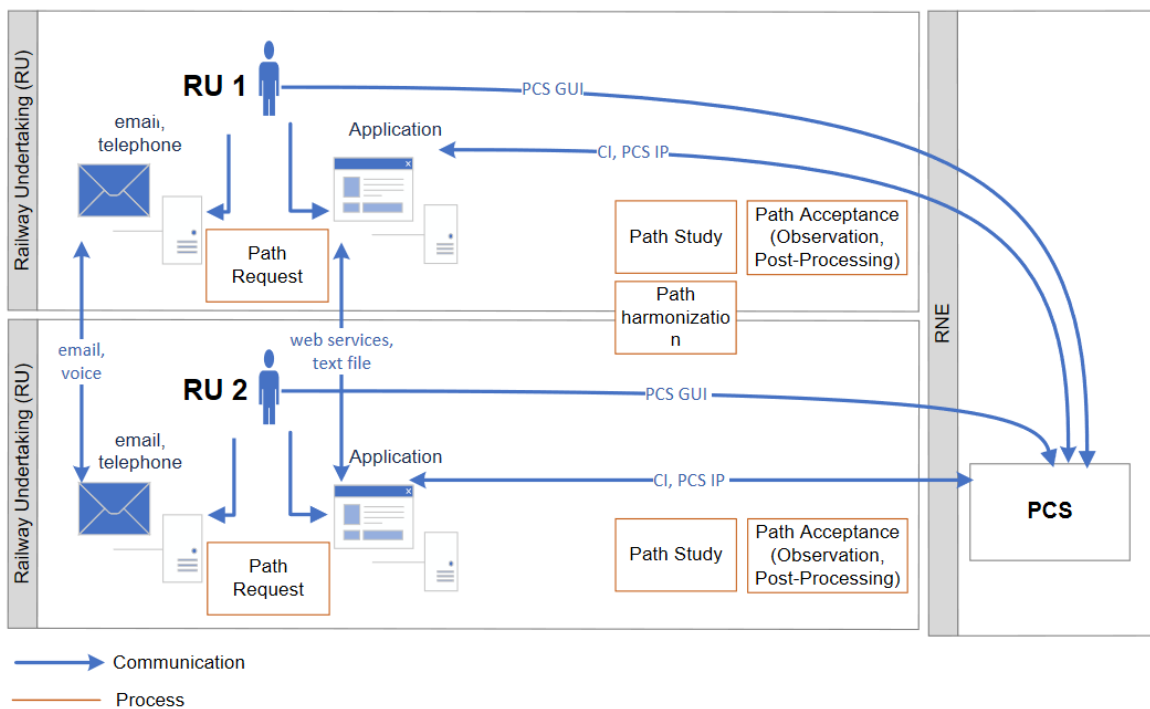 Railway Undertaking (RU)
RU 1
PCS GUI
email,
telephone
Application
CI, PCS IP
Path
Request
Path Study
Path Acceptance
(Observation,
Post-Processing)
Path
harmonizatio
n
RNE
email,
voice
web services,
text file
Railway Undertaking (RU)
RU 2
PCS GUI
email,
telephone
Application
CI, PCS IP
PCS
Path
Request
Path Study
Path Acceptance
(Observation,
Post-Processing)
Communication
Process